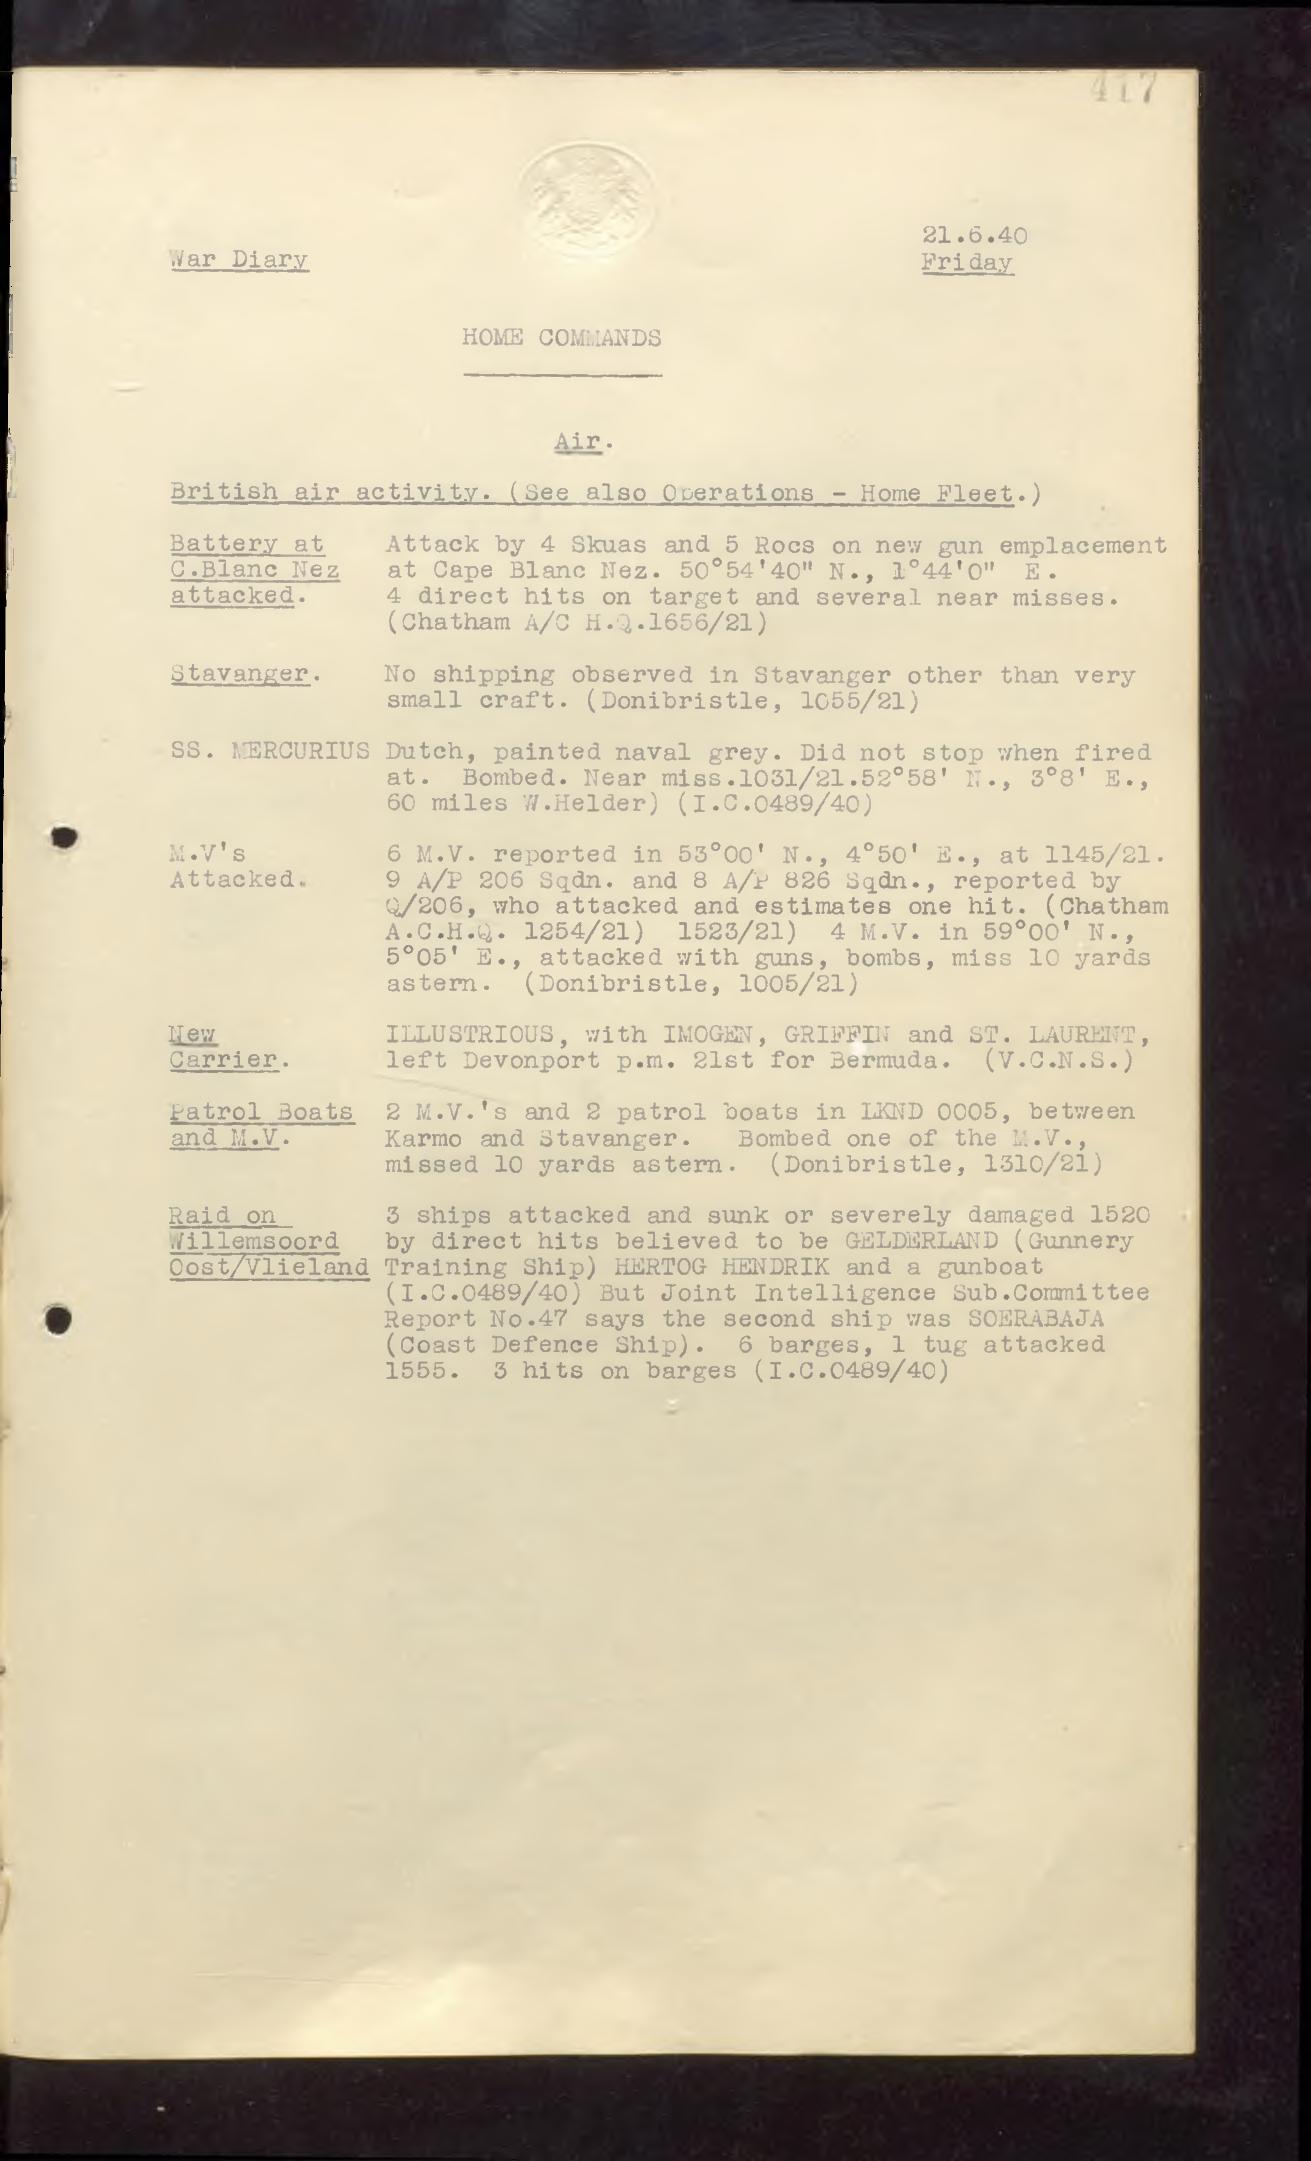 417
21.6.40
War Diary
Friday
HOME COMMANDS
Air.
British air activity. (See also Operations - Home Fleet.)
Battery at Attack by 4 Skuas and 5 Rocs on new gun emplacement
C.Blanc Nez at Cape Blanc Nez. 50°54'40" N., 1°44'0" E.
attacked. 4 direct hits on target and several near misses.
(Chatham A/C H.Q.1656/21)
Stavanger. No shipping observed in Stavanger other than very
small craft. (Donibristle, 1055/21)
SS. MERCURIUS Dutch, painted naval grey. Did not stop when fired
at. Bombed. Near miss.1031/21.52°58' N., 3°8' E.,
60 miles W.Helder) (I.C.0489/40)
M.V's 6 M.V. reported in 53°00' N., 4°50' E., at 1145/21.
Attacked. 9 A/P 206 Sqdn. and 8 A/P 826 Sqdn., reported by
Q/206, who attacked and estimates one hit. (Chatham
A.C.H.Q. 1254/21) 1523/21) 4 M.V. in 59°00' N.,
5°05' E., attacked with guns, bombs, miss 10 yards
astern. (Donibristle, 1005/21)
New ILLUSTRIOUS, with IMOGEN, GRIFFIN and ST. LAURENT,
Carrier. left Devonport p.m. 21st for Bermuda. (V.C.N.S.)
Patrol Boats 2 M.V.'s and 2 patrol boats in LKND 0005, between
and M.V. Karmo and Stavanger. Bombed one of the M.V.,
missed 10 yards astern. (Donibristle, 1310/21)
Raid on 3 ships attacked and sunk or severely damaged 1520
Willemsoord by direct hits believed to be GELDERLAND (Gunnery
Oost/Vlieland Training Ship) HERTOG HENDRIK and a gunboat
(I.C.0489/40) But Joint Intelligence Sub.Committee
Report No.47 says the second ship was SOERABAJA
(Coast Defence Ship). 6 barges, 1 tug attacked
1555. 3 hits on barges (I.C.0489/40)